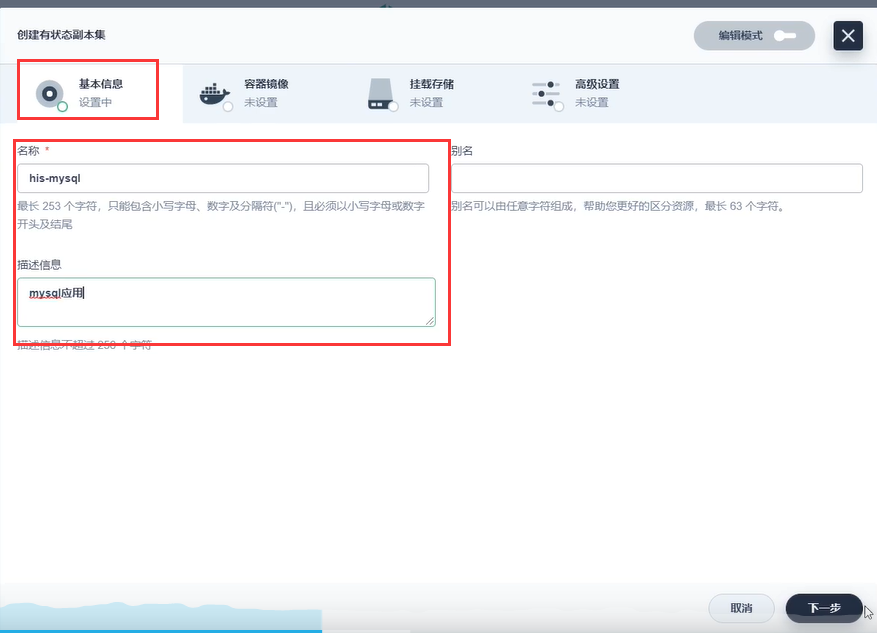 创建有状态副本集
编辑模式
基本信息
设置中
容器镜像
未设置
挂载存储
未设置
高级设置
未设置
名称 *
his-mysql
最长 253 个字符，只能包含小写字母、数字及分隔符("-")，且必须以小写字母或数字
开头及结尾
别名
别名可以由任意字符组成，帮助您更好的区分资源，最长 63 个字符。
描述信息
mysql应用
描述信息不超过 256 个字符
取消
下一步